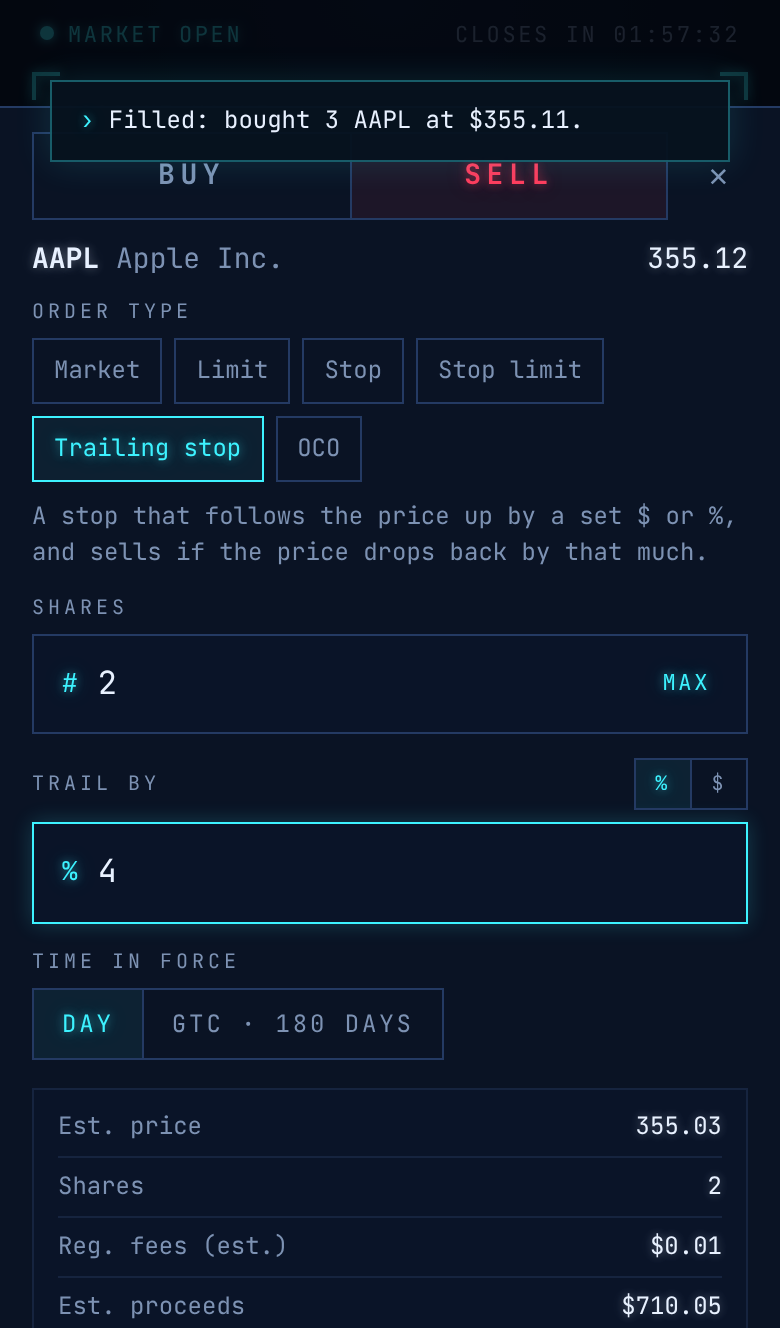 MARKET OPEN
CLOSES IN 01:57:32
› Filled: bought 3 AAPL at $355.11.
BUY
SELL
×
AAPL Apple Inc.
355.12
ORDER TYPE
Market
Limit
Stop
Stop limit
Trailing stop
OCO
A stop that follows the price up by a set $ or %,
and sells if the price drops back by that much.
SHARES
# 2
MAX
TRAIL BY
%
$
% 4
TIME IN FORCE
DAY
GTC · 180 DAYS
Est. price 355.03
Shares 2
Reg. fees (est.) $0.01
Est. proceeds $710.05